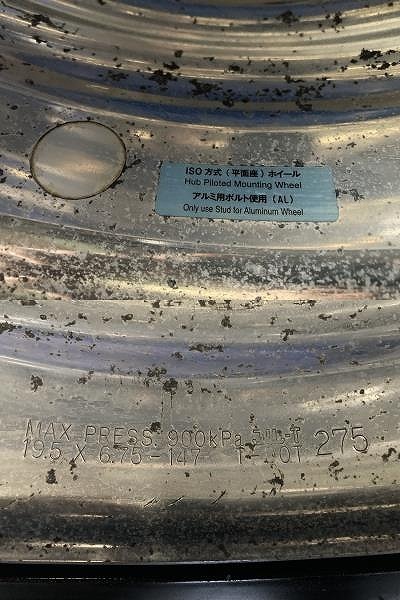 ISO 方式 (平面座) ホイール
Hub Piloted Mounting Wheel
アルミ用ボルト使用 (AL)
Only use Stud for Aluminum Wheel
MAX PRESS 900kPa 275
19.5 X 6.75-147